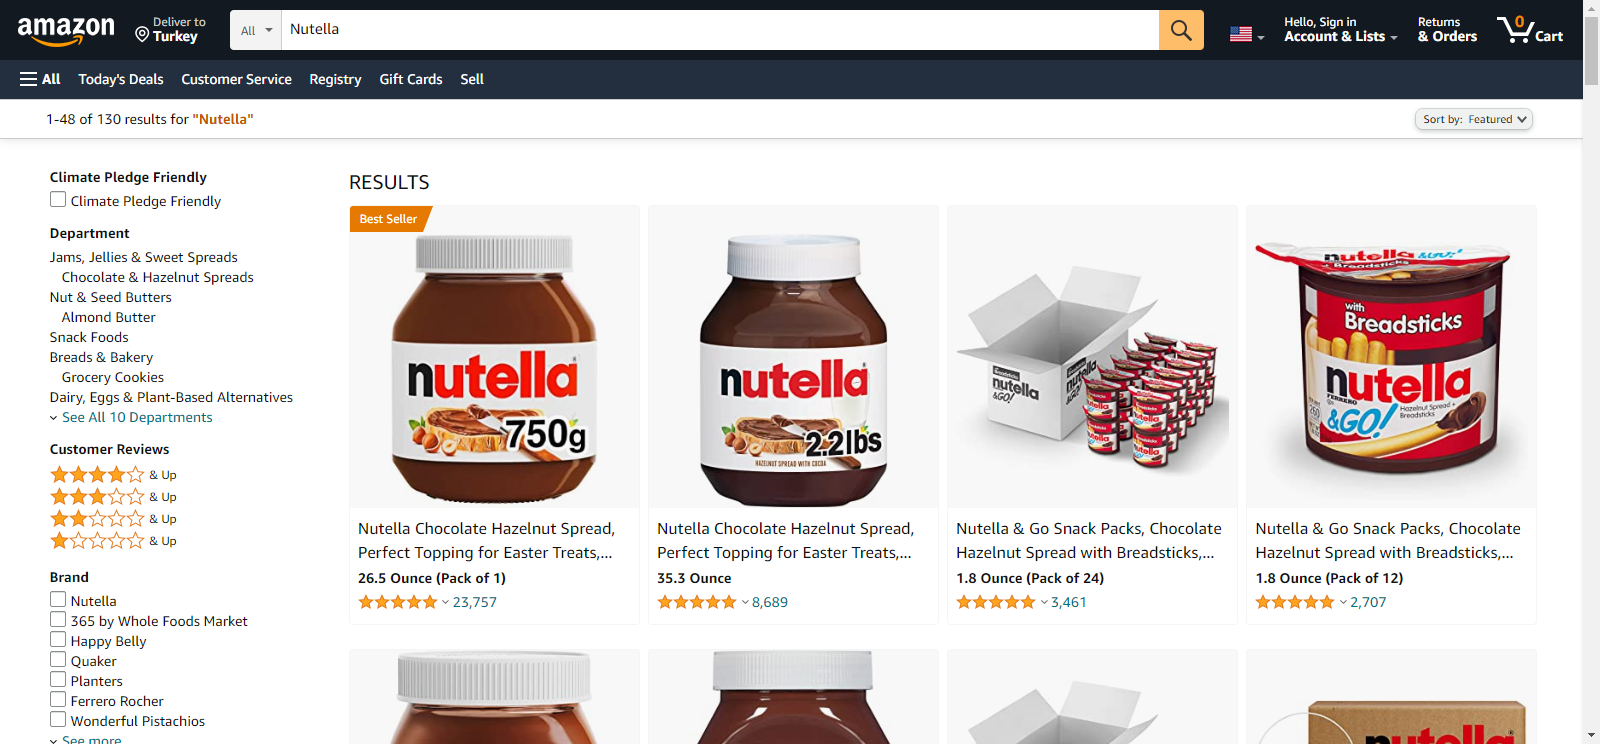 amazon
Deliver to
Turkey
All
Nutella
Hello, Sign in
Account & Lists
Returns
& Orders
0
Cart
All
Today's Deals
Customer Service
Registry
Gift Cards
Sell
1-48 of 130 results for "Nutella"
Sort by: Featured
Climate Pledge Friendly
Climate Pledge Friendly
Department
Jams, Jellies & Sweet Spreads
Chocolate & Hazelnut Spreads
Nut & Seed Butters
Almond Butter
Snack Foods
Breads & Bakery
Grocery Cookies
Dairy, Eggs & Plant-Based Alternatives
See All 10 Departments
Customer Reviews
& Up
& Up
& Up
& Up
Brand
Nutella
365 by Whole Foods Market
Happy Belly
Quaker
Planters
Ferrero Rocher
Wonderful Pistachios
See more
RESULTS
Best Seller
nutella
750g
Nutella Chocolate Hazelnut Spread,
Perfect Topping for Easter Treats,...
26.5 Ounce (Pack of 1)
23,757
nutella
2.2lbs
HAZELNUT SPREAD WITH COCOA
Nutella Chocolate Hazelnut Spread,
Perfect Topping for Easter Treats,...
35.3 Ounce
8,689
Breadsticks
nutella
&GO!
Nutella & Go Snack Packs, Chocolate
Hazelnut Spread with Breadsticks,...
1.8 Ounce (Pack of 24)
3,461
nutella &GO!
with
Breadsticks
nutella
FERRERO
&GO!
Hazelnut Spread +
Breadsticks
Nutella & Go Snack Packs, Chocolate
Hazelnut Spread with Breadsticks,...
1.8 Ounce (Pack of 12)
2,707
nutella